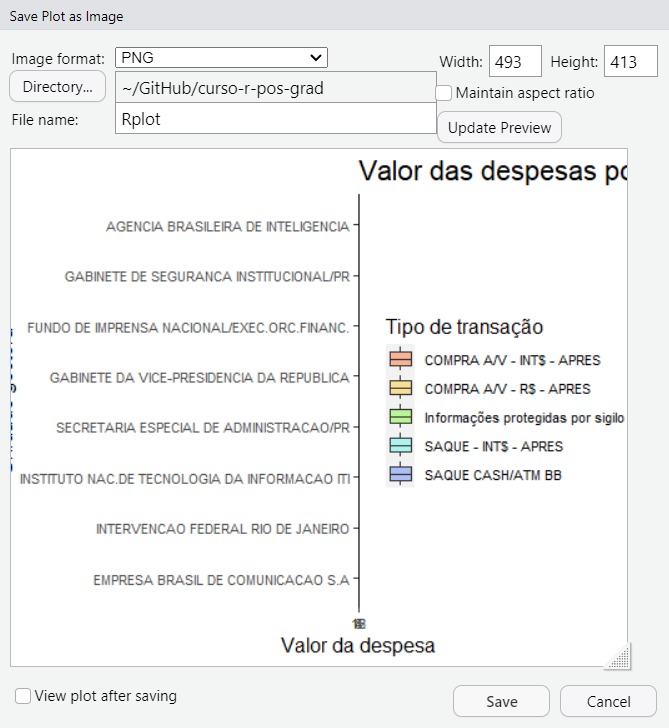 Save Plot as Image
Image format: PNG Width: 493 Height: 413
Directory... ~/GitHub/curso-r-pos-grad
Maintain aspect ratio
File name: Rplot
Update Preview
Valor das despesas po
AGENCIA BRASILEIRA DE INTELIGENCIA
GABINETE DE SEGURANCA INSTITUCIONAL/PR
FUNDO DE IMPRENSA NACIONAL/EXEC.ORC.FINANC.
GABINETE DA VICE-PRESIDENCIA DA REPUBLICA
SECRETARIA ESPECIAL DE ADMINISTRACAO/PR
INSTITUTO NAC.DE TECNOLOGIA DA INFORMACAO ITI
INTERVENCAO FEDERAL RIO DE JANEIRO
EMPRESA BRASIL DE COMUNICACAO S.A
Tipo de transação
COMPRA A/V - INT$ - APRES
COMPRA A/V - R$ - APRES
Informações protegidas por sigilo
SAQUE - INT$ - APRES
SAQUE CASH/ATM BB
Valor da despesa
View plot after saving
Save Cancel